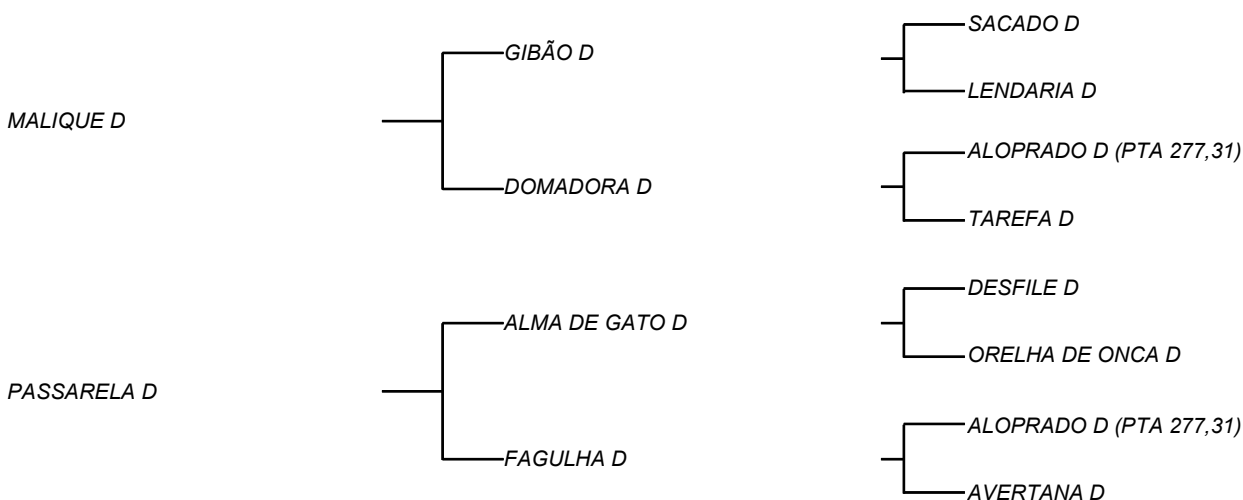 SACADO D
GIBÃO D
LENDARIA D
MALIQUE D
ALOPRADO D (PTA 277,31)
DOMADORA D
TAREFA D
DESFILE D
ALMA DE GATO D
ORELHA DE ONCA D
PASSARELA D
ALOPRADO D (PTA 277,31)
FAGULHA D
AVERTANA D